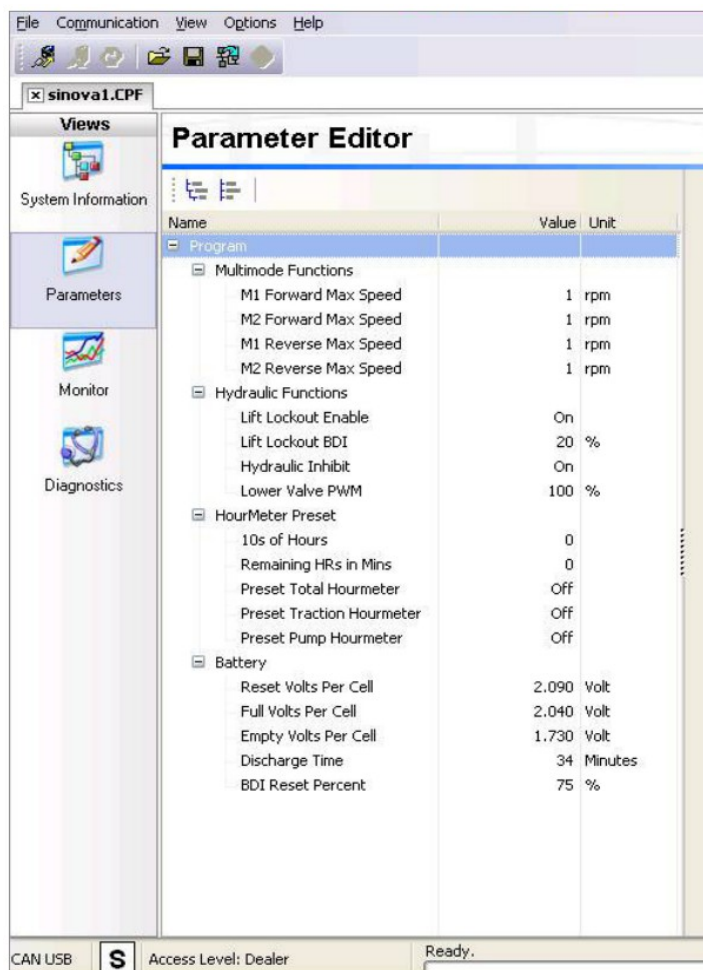 File Communication View Options Help
sinova1.CPF
Views
Parameter Editor
System Information
Name Value Unit
Program
Parameters
Multimode Functions
M1 Forward Max Speed 1 rpm
M2 Forward Max Speed 1 rpm
M1 Reverse Max Speed 1 rpm
M2 Reverse Max Speed 1 rpm
Monitor
Hydraulic Functions
Lift Lockout Enable On
Lift Lockout BDI 20 %
Hydraulic Inhibit On
Diagnostics
Lower Valve PWM 100 %
HourMeter Preset
10s of Hours 0
Remaining HRs in Mins 0
Preset Total Hourmeter Off
Preset Traction Hourmeter Off
Preset Pump Hourmeter Off
Battery
Reset Volts Per Cell 2.090 Volt
Full Volts Per Cell 2.040 Volt
Empty Volts Per Cell 1.730 Volt
Discharge Time 34 Minutes
BDI Reset Percent 75 %
CAN USB S Access Level: Dealer Ready.